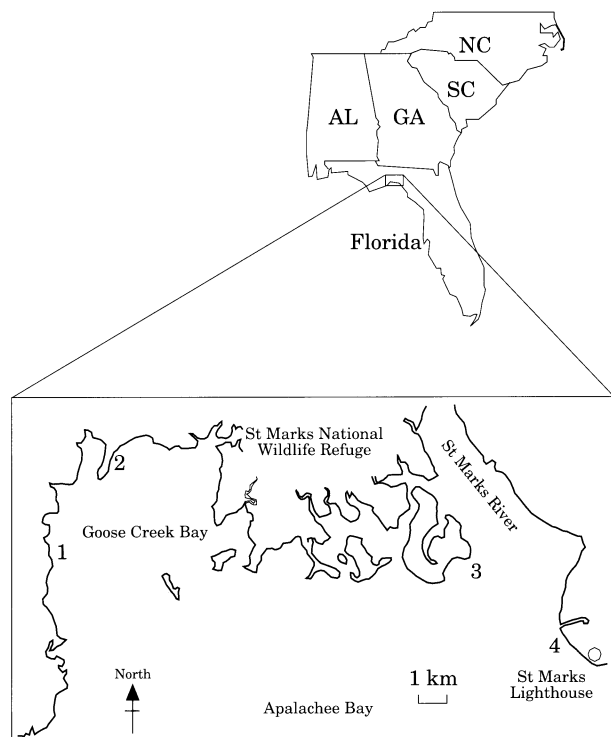 NC
SC
AL
GA
Florida
St Marks National
Wildlife Refuge
St Marks River
2
Goose Creek Bay
1
3
4
North
1 km
St Marks
Lighthouse
Apalachee Bay